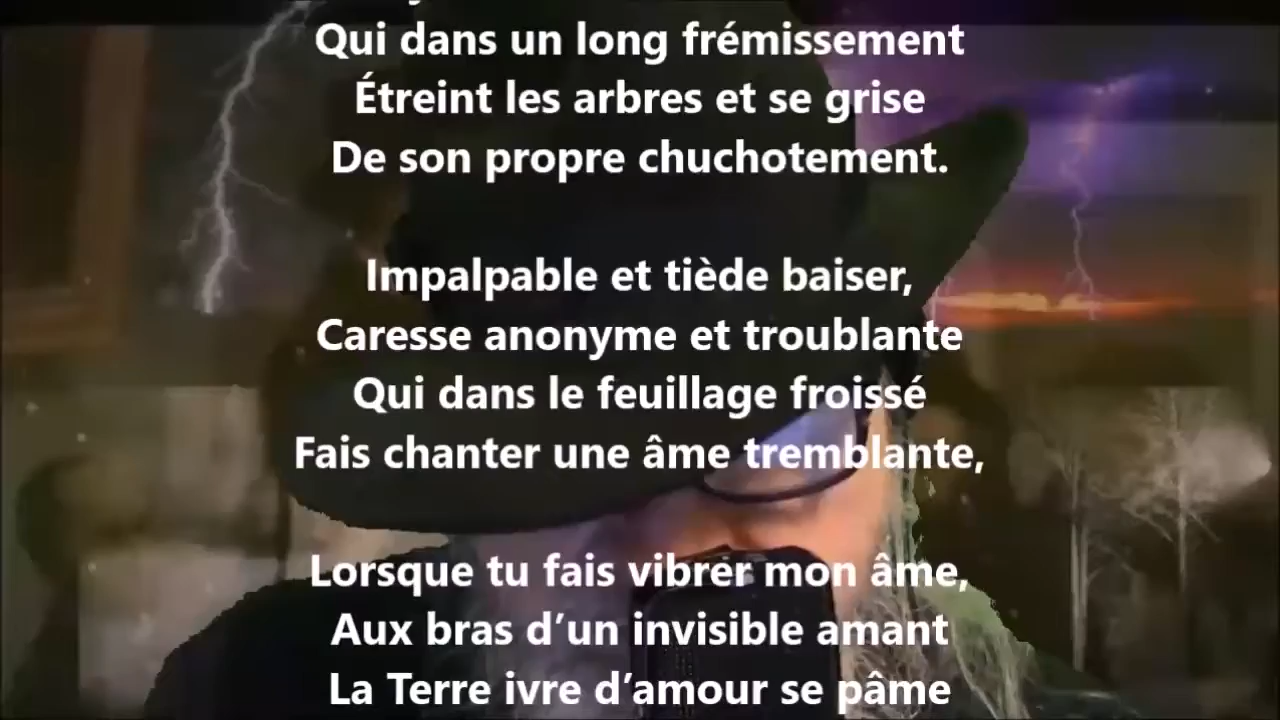 Qui dans un long frémissement
Étreint les arbres et se grise
De son propre chuchotement.
Impalpable et tiède baiser,
Caresse anonyme et troublante
Qui dans le feuillage froissé
Fais chanter une âme tremblante,
Lorsque tu fais vibrer mon âme,
Aux bras d’un invisible amant
La Terre ivre d’amour se pâme